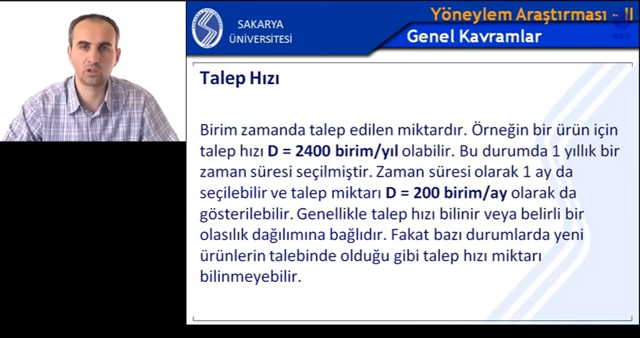 SAKARYA
ÜNİVERSİTESİ
Yöneylem Araştırması - II
Genel Kavramlar
Talep Hızı
Birim zamanda talep edilen miktardır. Örneğin bir ürün için
talep hızı D = 2400 birim/yıl olabilir. Bu durumda 1 yıllık bir
zaman süresi seçilmiştir. Zaman süresi olarak 1 ay da
seçilebilir ve talep miktarı D = 200 birim/ay olarak da
gösterilebilir. Genellikle talep hızı bilinir veya belirli bir
olasılık dağılımına bağlıdır. Fakat bazı durumlarda yeni
ürünlerin talebinde olduğu gibi talep hızı miktarı
bilinmeyebilir.